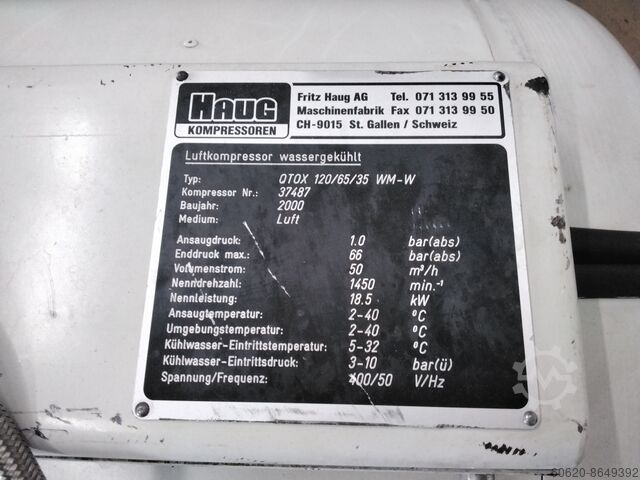 HAUG
KOMPRESSOREN
Fritz Haug AG Tel. 071 313 99 55
Maschinenfabrik Fax 071 313 99 50
CH-9015 St. Gallen / Schweiz
Luftkompressor wassergekühlt
Typ: QTOX 120/65/35 WM-W
Kompressor Nr.: 37487
Baujahr: 2000
Medium: Luft
Ansaugdruck: 1.0 bar(abs)
Enddruck max.: 66 bar(abs)
Volumenstrom: 50 m³/h
Nenndrehzahl: 1450 min.⁻¹
Nennleistung: 18.5 kW
Ansaugtemperatur: 2-40 °C
Umgebungstemperatur: 2-40 °C
Kühlwasser-Eintrittstemperatur: 5-32 °C
Kühlwasser-Eintrittsdruck: 3-10 bar(ü)
Spannung/Frequenz: 400/50 V/Hz
60620-8649392